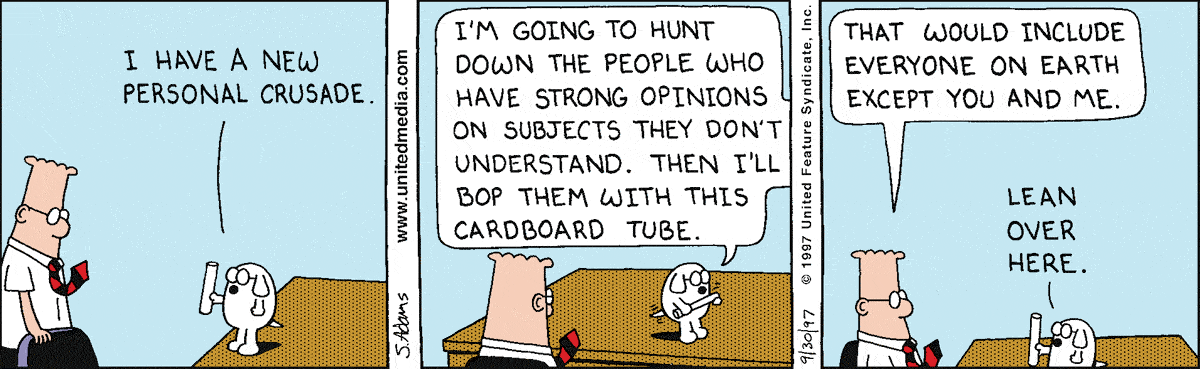 I HAVE A NEW
PERSONAL CRUSADE.
www.unitedmedia.com
S. Adams
I'M GOING TO HUNT
DOWN THE PEOPLE WHO
HAVE STRONG OPINIONS
ON SUBJECTS THEY DON'T
UNDERSTAND. THEN I'LL
BOP THEM WITH THIS
CARDBOARD TUBE.
© 1997 United Feature Syndicate, Inc.
9/30/97
THAT WOULD INCLUDE
EVERYONE ON EARTH
EXCEPT YOU AND ME.
LEAN
OVER
HERE.